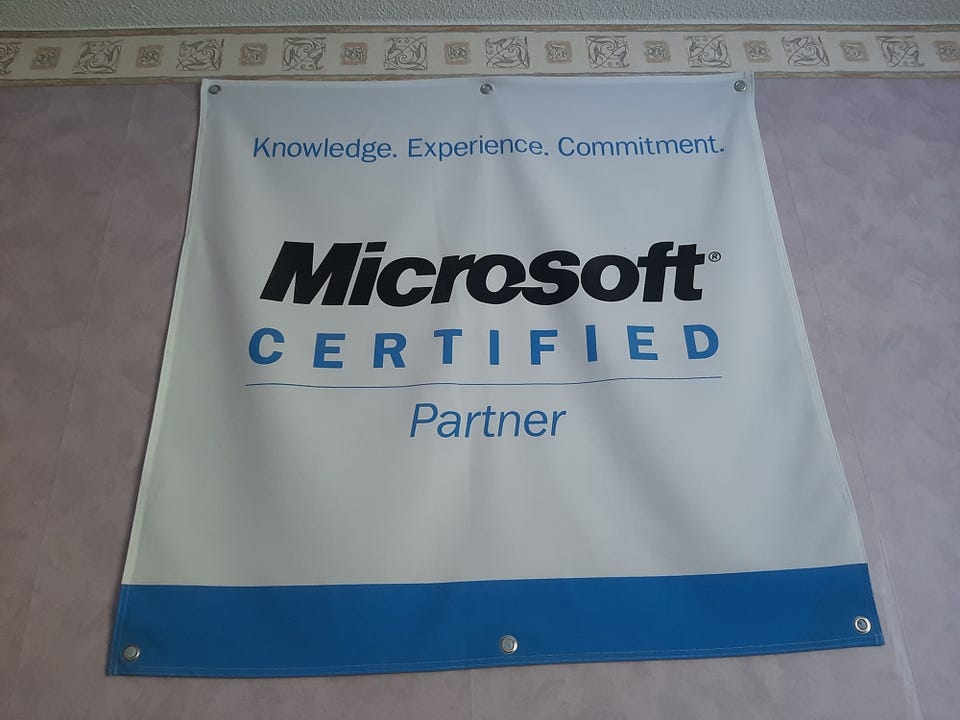 Knowledge. Experience. Commitment.
Microsoft®
CERTIFIED
Partner